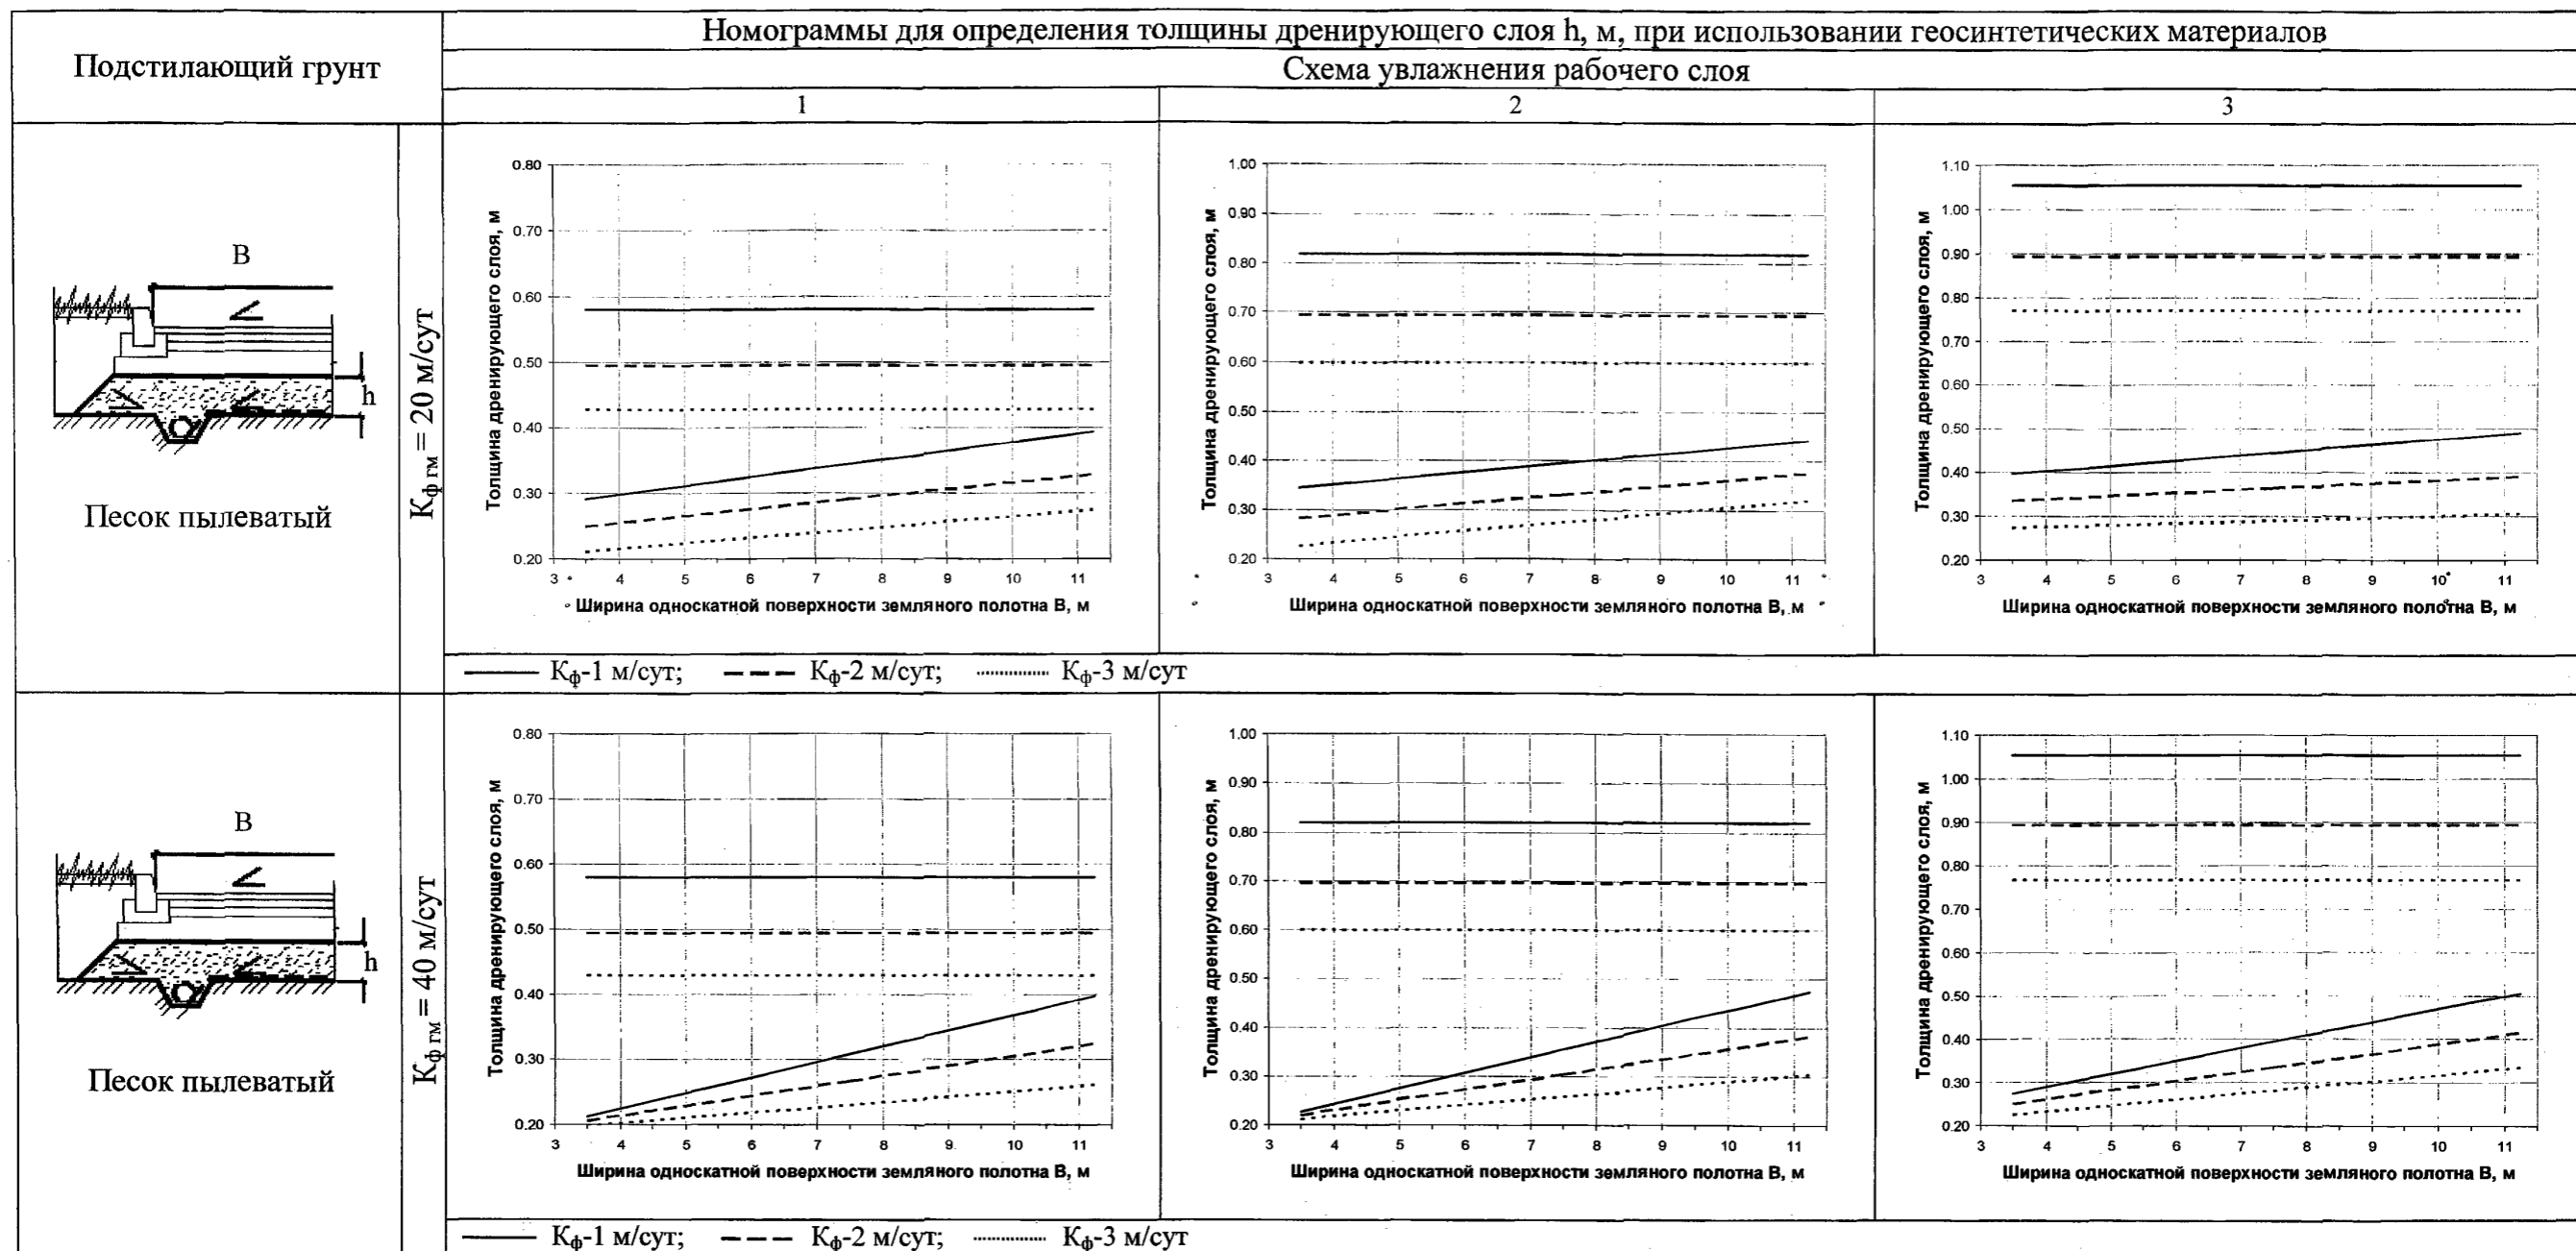 Номограммы для определения толщины дренирующего слоя h, м, при использовании геосинтетических материалов
Подстилающий грунт
Схема увлажнения рабочего слоя
1
2
3
B
h
Песок пылеватый
Kф гм = 20 м/сут
Толщина дренирующего слоя, м
0.80
0.70
0.60
0.50
0.40
0.30
0.20
3 4 5 6 7 8 9 10 11
Ширина односкатной поверхности земляного полотна В, м
Толщина дренирующего слоя, м
1.00
0.90
0.80
0.70
0.60
0.50
0.40
0.30
0.20
3 4 5 6 7 8 9 10 11
Ширина односкатной поверхности земляного полотна В, м
Толщина дренирующего слоя, м
1.10
1.00
0.90
0.80
0.70
0.60
0.50
0.40
0.30
0.20
3 4 5 6 7 8 9 10 11
Ширина односкатной поверхности земляного полотна В, м
Kф-1 м/сут; Kф-2 м/сут; Kф-3 м/сут
B
h
Песок пылеватый
Kф гм = 40 м/сут
Толщина дренирующего слоя, м
0.80
0.70
0.60
0.50
0.40
0.30
0.20
3 4 5 6 7 8 9 10 11
Ширина односкатной поверхности земляного полотна В, м
Толщина дренирующего слоя, м
1.00
0.90
0.80
0.70
0.60
0.50
0.40
0.30
0.20
3 4 5 6 7 8 9 10 11
Ширина односкатной поверхности земляного полотна В, м
Толщина дренирующего слоя, м
1.10
1.00
0.90
0.80
0.70
0.60
0.50
0.40
0.30
0.20
3 4 5 6 7 8 9 10 11
Ширина односкатной поверхности земляного полотна В, м
Kф-1 м/сут; Kф-2 м/сут; Kф-3 м/сут